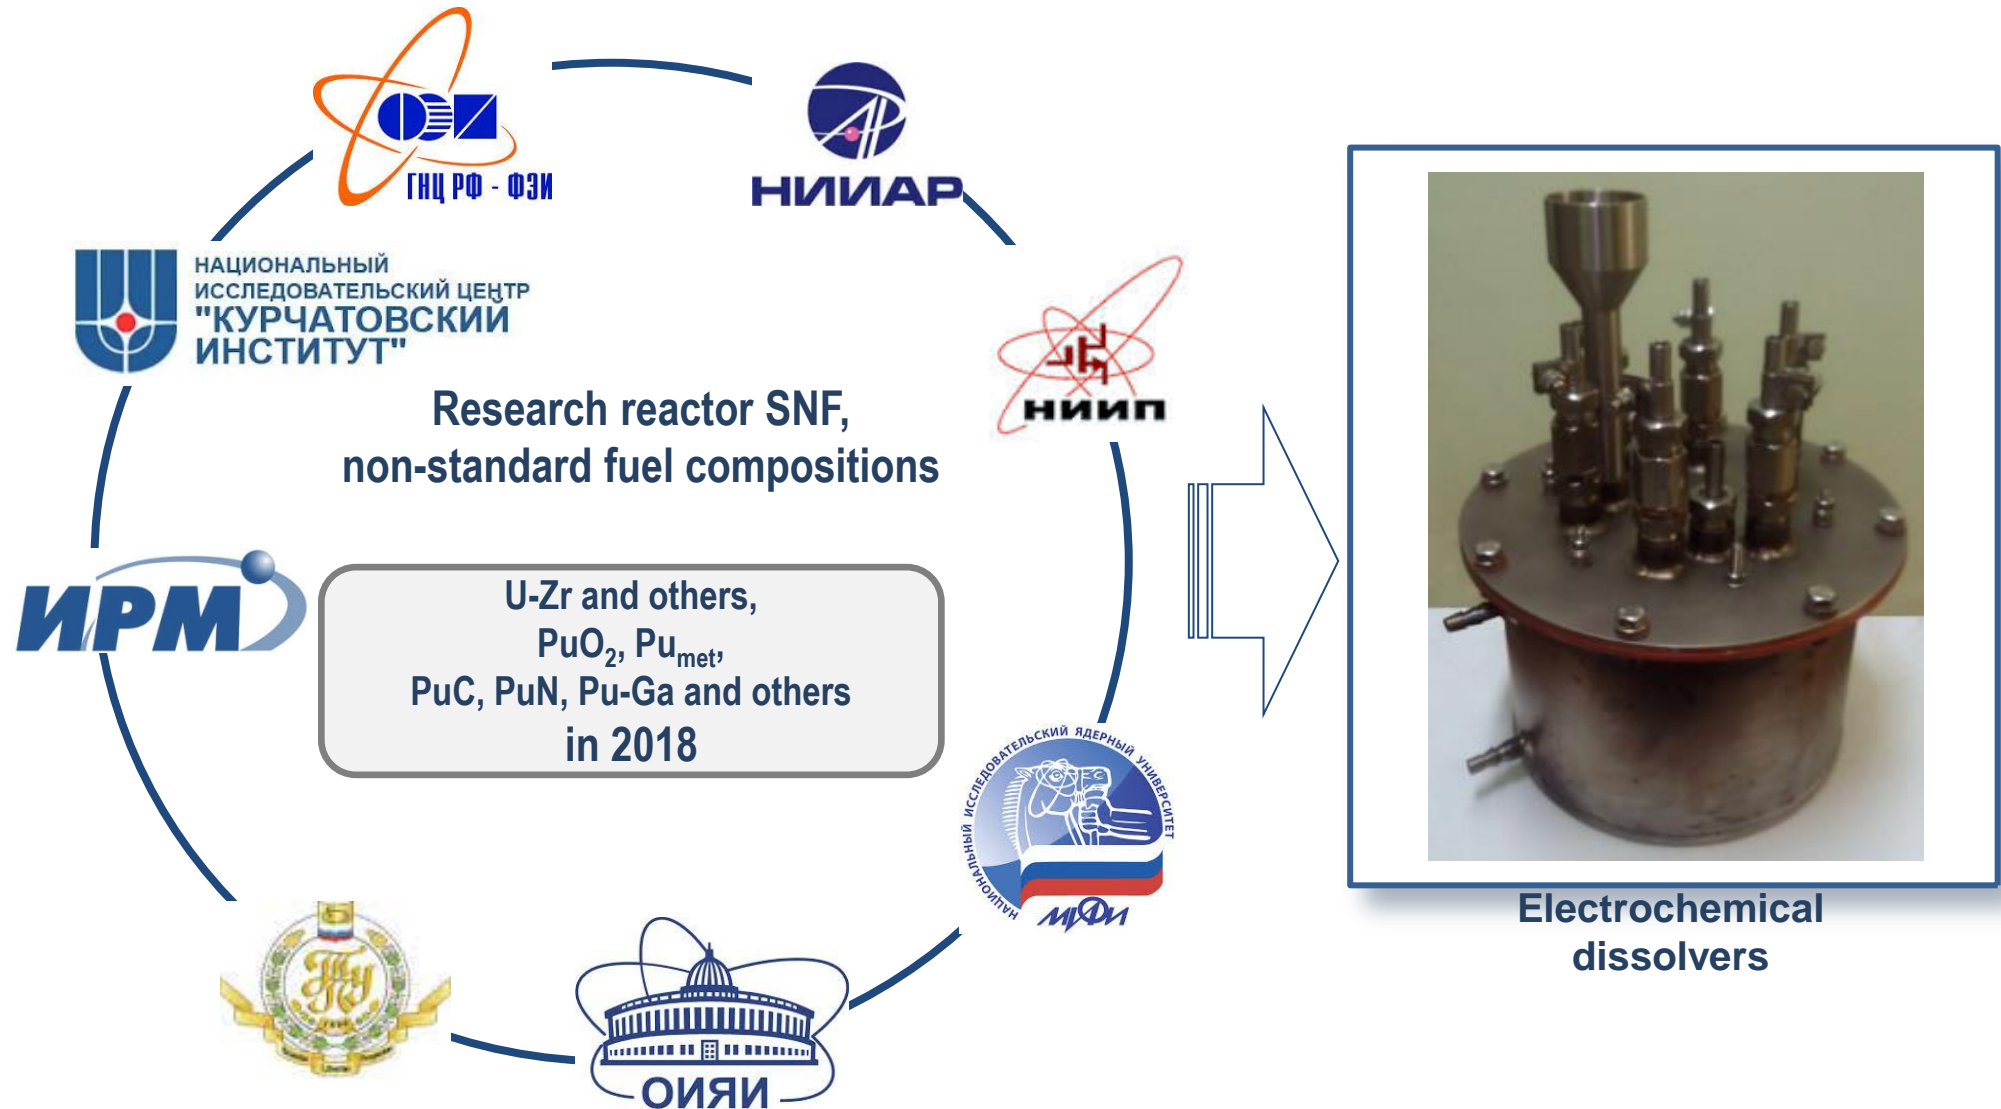 ФЭИ
ГНЦ РФ - ФЭИ
НИИАР
НАЦИОНАЛЬНЫЙ
ИССЛЕДОВАТЕЛЬСКИЙ ЦЕНТР
"КУРЧАТОВСКИЙ
ИНСТИТУТ"
НИИП
Research reactor SNF,
non-standard fuel compositions
ИРМ
U-Zr and others,
PuO₂, Pu_met,
PuC, PuN, Pu-Ga and others
in 2018
НАЦИОНАЛЬНЫЙ ИССЛЕДОВАТЕЛЬСКИЙ ЯДЕРНЫЙ УНИВЕРСИТЕТ
МИФИ
ОИЯИ
Electrochemical
dissolvers